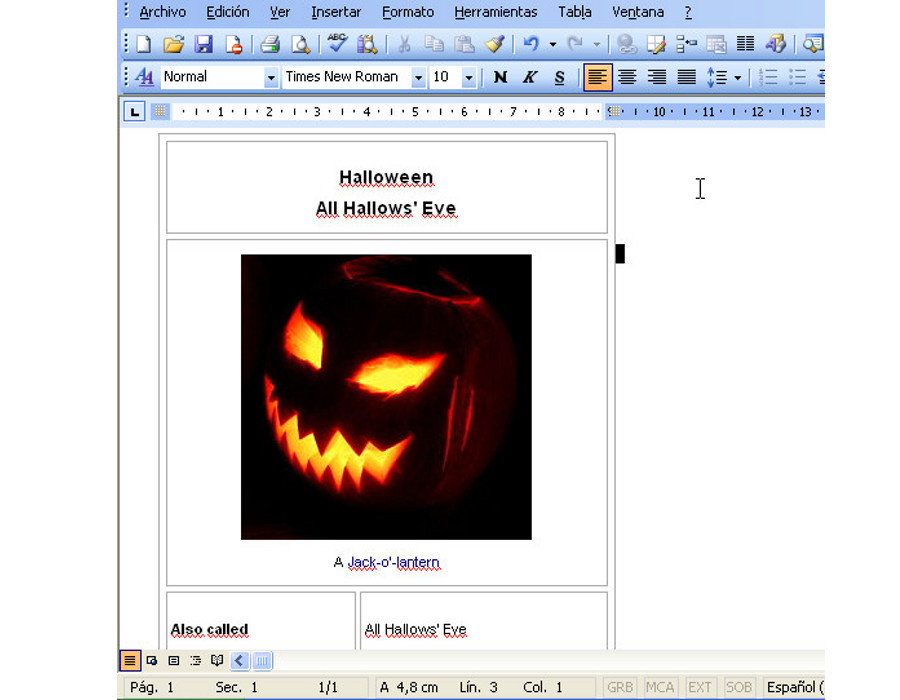 Archivo Edición Ver Insertar Formato Herramientas Tabla Ventana ?
ABC
Normal Times New Roman 10 N K S
L 1 2 3 4 5 6 7 8 9 10 11 12 13
Halloween
All Hallows' Eve
A Jack-o'-lantern
Also called All Hallows' Eve
Pág. 1 Sec. 1 1/1 A 4,8 cm Lín. 3 Col. 1 GRB MCA EXT SOB Español (